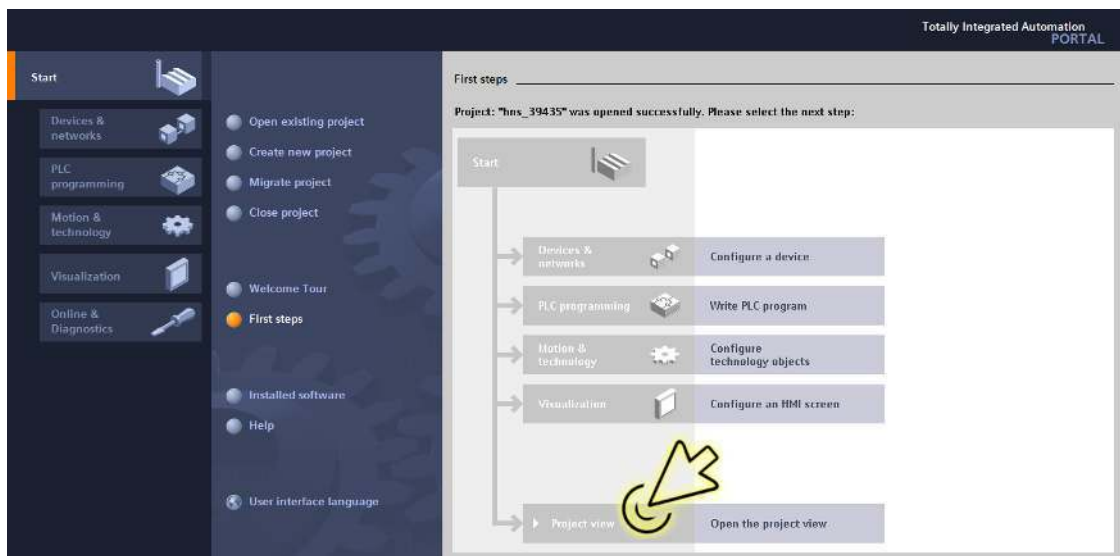 Totally Integrated Automation
PORTAL
Start
Devices &
networks
PLC
programming
Motion &
technology
Visualization
Online &
Diagnostics
Open existing project
Create new project
Migrate project
Close project
Welcome Tour
First steps
Installed software
Help
User interface language
First steps
Project: "hns_39435" was opened successfully. Please select the next step:
Start
Devices &
networks
Configure a device
PLC programming
Write PLC program
Motion &
technology
Configure
technology objects
Visualization
Configure an HMI screen
Project view
Open the project view